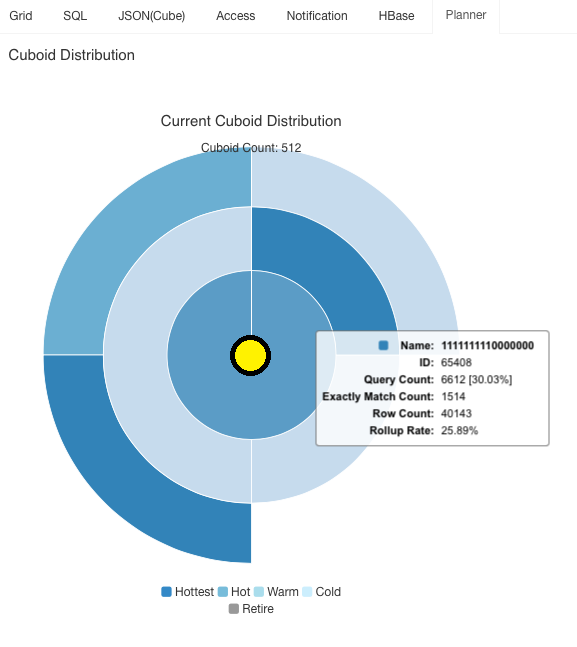 Grid SQL JSON(Cube) Access Notification HBase Planner
Cuboid Distribution
Current Cuboid Distribution
Cuboid Count: 512
Name: 1111111110000000
ID: 65408
Query Count: 6612 [30.03%]
Exactly Match Count: 1514
Row Count: 40143
Rollup Rate: 25.89%
Hottest Hot Warm Cold
Retire